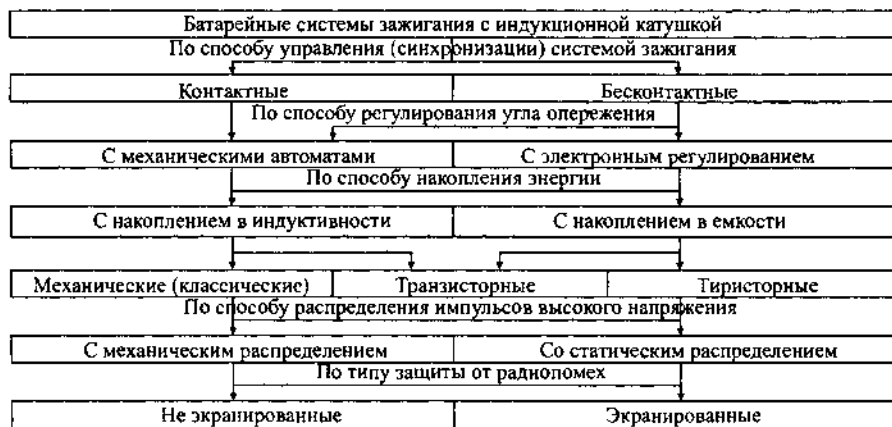 Батарейные системы зажигания с индукционной катушкой
По способу управления (синхронизации) системой зажигания
Контактные
Бесконтактные
По способу регулирования угла опережения
С механическими автоматами
С электронным регулированием
По способу накопления энергии
С накоплением в индуктивности
С накоплением в емкости
Механические (классические)
Транзисторные
Тиристорные
По способу распределения импульсов высокого напряжения
С механическим распределением
Со статическим распределением
По типу защиты от радиопомех
Не экранированные
Экранированные